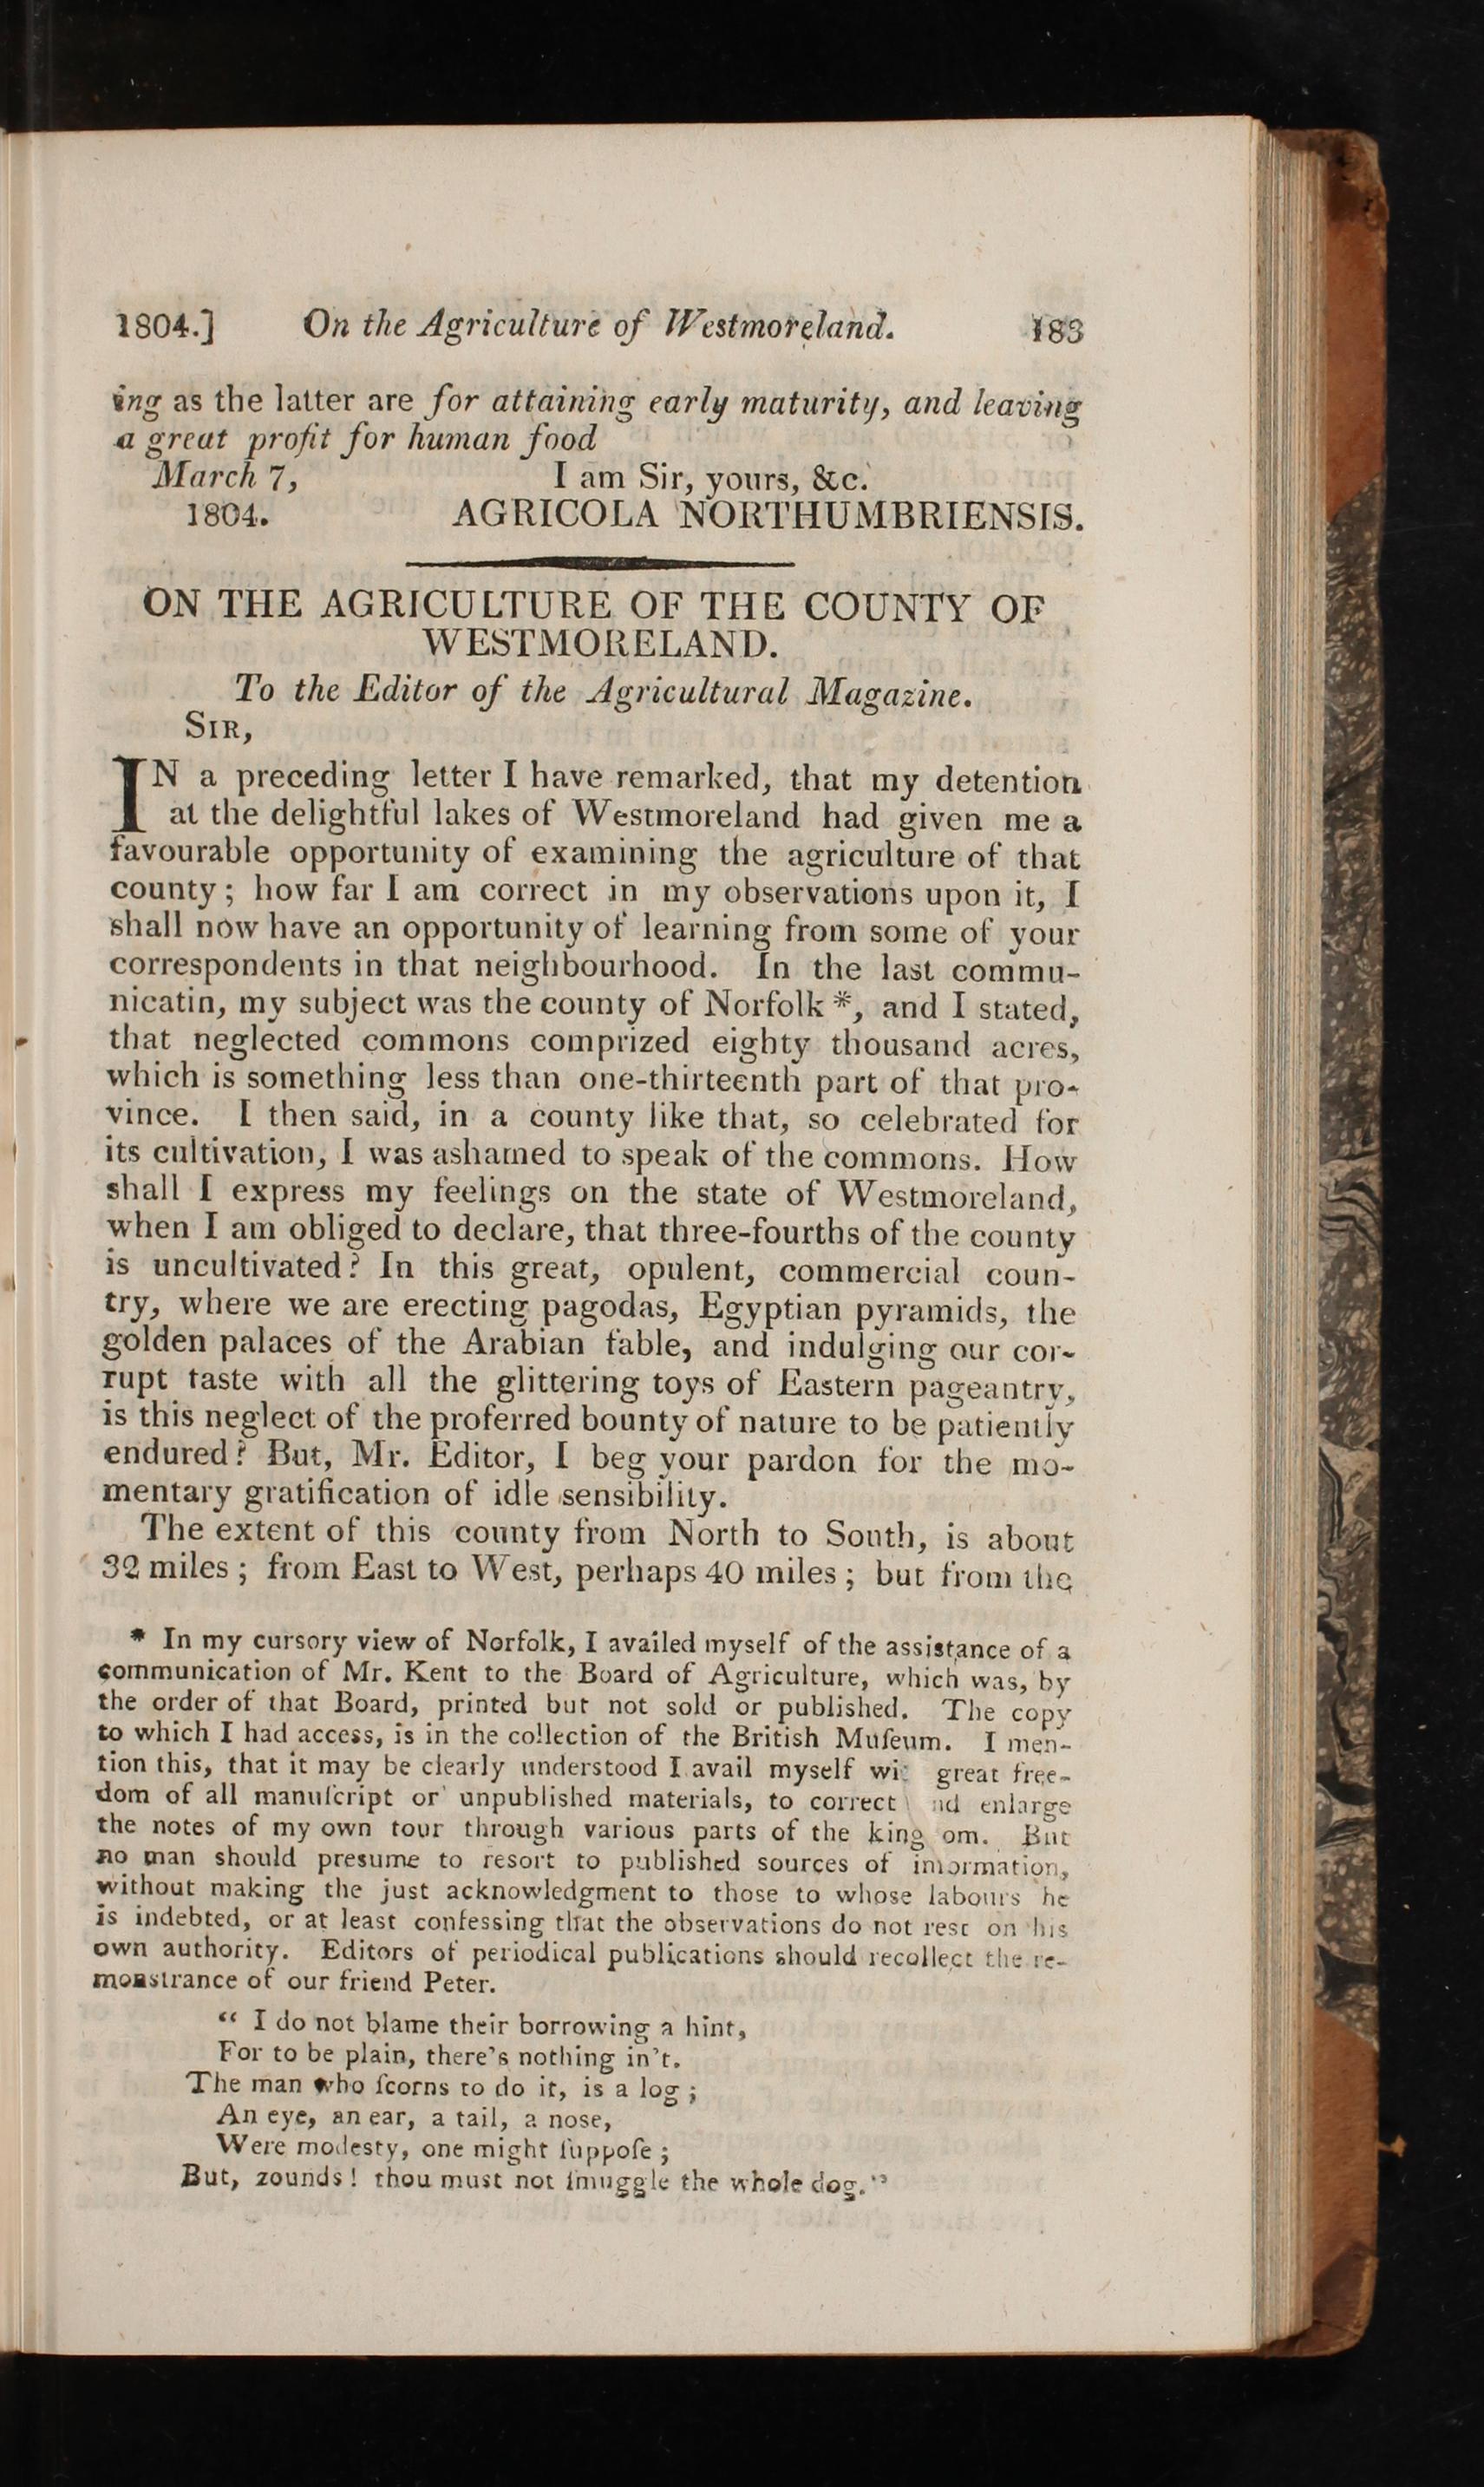 1804.] On the Agriculture of Westmoreland. 183
ing as the latter are for attaining early maturity, and leaving
a great profit for human food
March 7, I am Sir, yours, &c.
1804. AGRICOLA NORTHUMBRIENSIS.
ON THE AGRICULTURE OF THE COUNTY OF
WESTMORELAND.
To the Editor of the Agricultural Magazine.
SIR,
IN a preceding letter I have remarked, that my detention
at the delightful lakes of Westmoreland had given me a
favourable opportunity of examining the agriculture of that
county; how far I am correct in my observations upon it, I
shall now have an opportunity of learning from some of your
correspondents in that neighbourhood. In the last commu-
nicatin, my subject was the county of Norfolk *, and I stated,
that neglected commons comprized eighty thousand acres,
which is something less than one-thirteenth part of that pro-
vince. I then said, in a county like that, so celebrated for
its cultivation, I was ashamed to speak of the commons. How
shall I express my feelings on the state of Westmoreland,
when I am obliged to declare, that three-fourths of the county
is uncultivated? In this great, opulent, commercial coun-
try, where we are erecting pagodas, Egyptian pyramids, the
golden palaces of the Arabian fable, and indulging our cor-
rupt taste with all the glittering toys of Eastern pageantry,
is this neglect of the proferred bounty of nature to be patiently
endured? But, Mr. Editor, I beg your pardon for the mo-
mentary gratification of idle sensibility.
The extent of this county from North to South, is about
32 miles; from East to West, perhaps 40 miles; but from the
* In my cursory view of Norfolk, I availed myself of the assistance of a
communication of Mr. Kent to the Board of Agriculture, which was, by
the order of that Board, printed but not sold or published. The copy
to which I had access, is in the collection of the British Muſeum. I men-
tion this, that it may be clearly understood I avail myself wi great free-
dom of all manuſcript or unpublished materials, to correct nd enlarge
the notes of my own tour through various parts of the king om. But
no man should presume to resort to published sources of information,
without making the just acknowledgment to those to whose labours he
is indebted, or at least confessing that the observations do not rest on his
own authority. Editors of periodical publications should recollect the re-
monstrance of our friend Peter.
“ I do not blame their borrowing a hint,
For to be plain, there's nothing in't.
The man who ſcorns to do it, is a log;
An eye, an ear, a tail, a nose,
Were modesty, one might ſuppoſe;
But, zounds! thou must not ſmuggle the whole dog.”